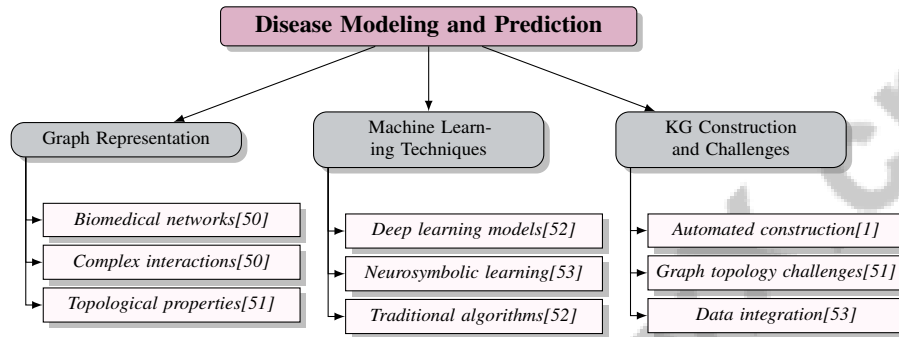 Disease Modeling and Prediction
Graph Representation
Biomedical networks[50]
Complex interactions[50]
Topological properties[51]
Machine Learn-
ing Techniques
Deep learning models[52]
Neurosymbolic learning[53]
Traditional algorithms[52]
KG Construction
and Challenges
Automated construction[1]
Graph topology challenges[51]
Data integration[53]